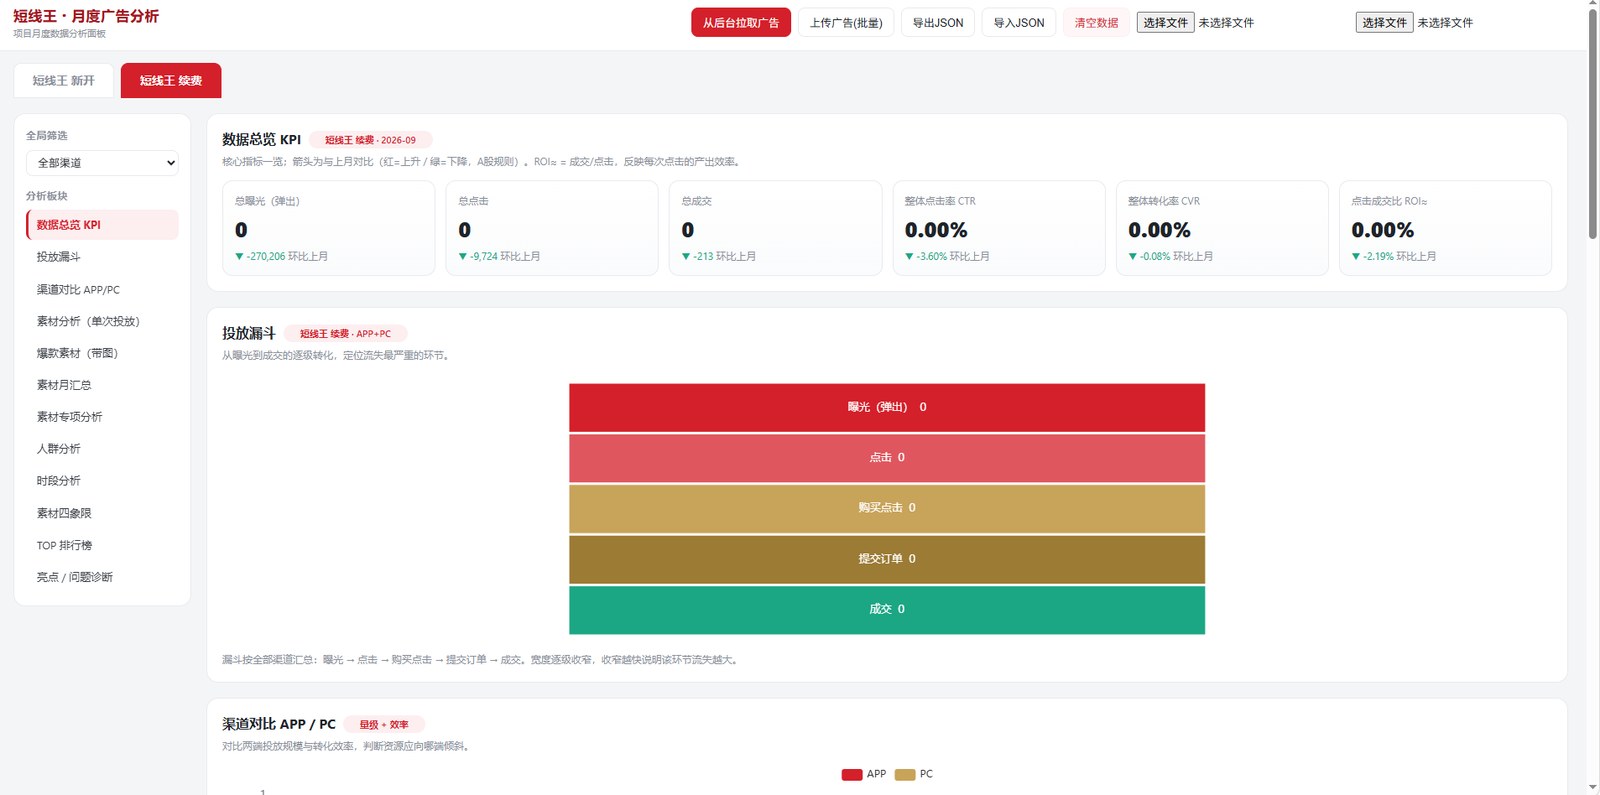 短线王 · 月度广告分析
项目月度数据分析面板
从后台拉取广告 上传广告(批量) 导出JSON 导入JSON 清空数据 选择文件 未选择文件 选择文件 未选择文件
短线王 新开 短线王 续费
全局筛选
全部渠道
分析板块
数据总览 KPI
投放漏斗
渠道对比 APP/PC
素材分析（单次投放）
爆款素材（带图）
素材月汇总
素材专项分析
人群分析
时段分析
素材四象限
TOP 排行榜
亮点 / 问题诊断
数据总览 KPI 短线王 续费 · 2026-09
核心指标一览；箭头为与上月对比（红=上升 / 绿=下降，A股规则）。ROI≈ = 成交/点击，反映每次点击的产出效率。
总曝光（弹出） 总点击 总成交 整体点击率 CTR 整体转化率 CVR 点击成交比 ROI≈
0 0 0 0.00% 0.00% 0.00%
▼ -270,206 环比上月 ▼ -9,724 环比上月 ▼ -213 环比上月 ▼ -3.60% 环比上月 ▼ -0.08% 环比上月 ▼ -2.19% 环比上月
投放漏斗 短线王 续费 · APP+PC
从曝光到成交的逐级转化，定位流失最严重的环节。
曝光（弹出） 0
点击 0
购买点击 0
提交订单 0
成交 0
漏斗按全部渠道汇总：曝光 → 点击 → 购买点击 → 提交订单 → 成交。宽度逐级收窄，收窄越快说明该环节流失越大。
渠道对比 APP / PC 量级 + 效率
对比两端投放规模与转化效率，判断资源应向哪端倾斜。
APP PC
1